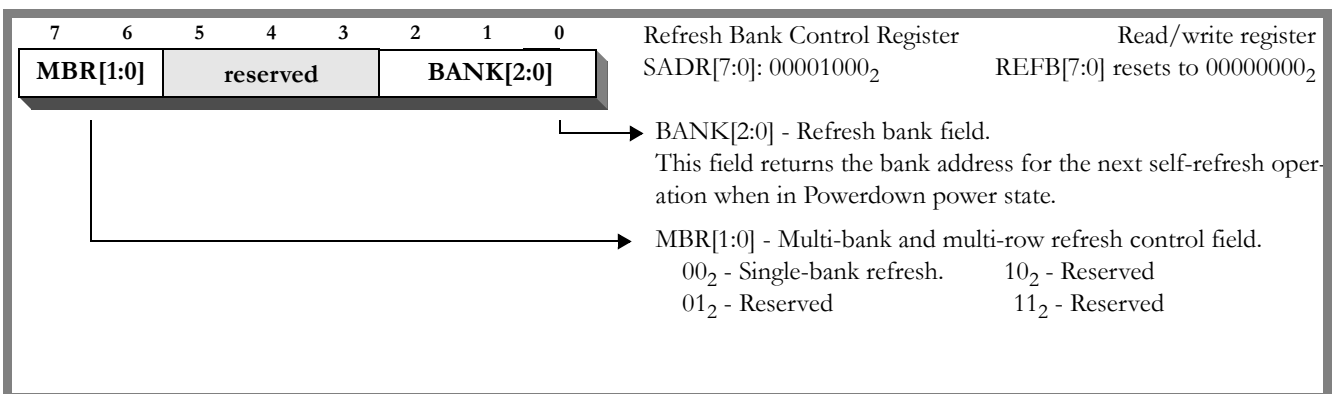 7 6 5 4 3 2 1 0
MBR[1:0] reserved BANK[2:0]
Refresh Bank Control Register Read/write register
SADR[7:0]: 00001000₂ REFB[7:0] resets to 00000000₂
BANK[2:0] - Refresh bank field.
This field returns the bank address for the next self-refresh oper-
ation when in Powerdown power state.
MBR[1:0] - Multi-bank and multi-row refresh control field.
00₂ - Single-bank refresh. 10₂ - Reserved
01₂ - Reserved 11₂ - Reserved